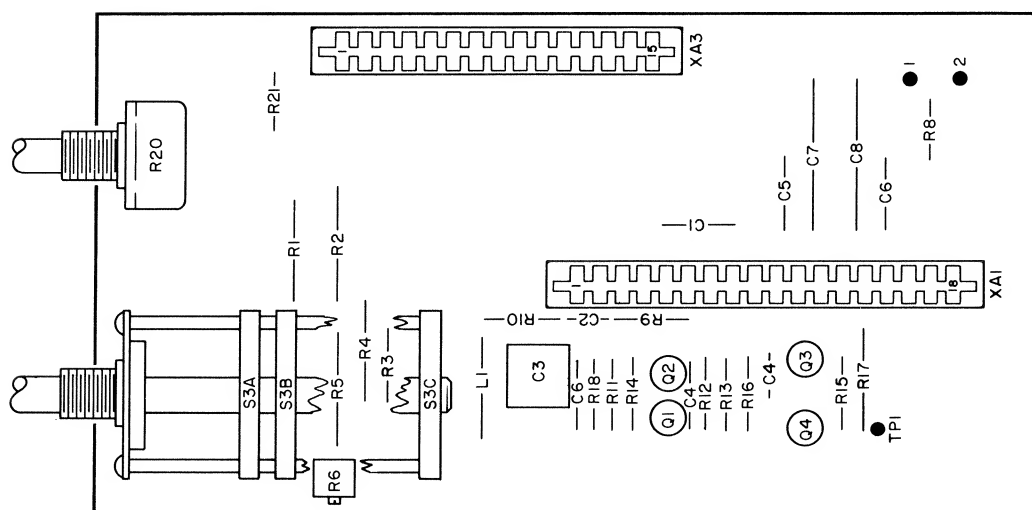 1
15
XA3
1
2
R21
R20
R8
C7
C8
C5
C6
C1
R1
R2
1
18
XA1
R10
C2
R9
R4
R3
S3A
S3B
R5
S3C
L1
C3
C6
R18
R11
R14
Q2
Q1
C4
R12
R13
R16
C4
Q3
Q4
R15
R17
TP1
R6